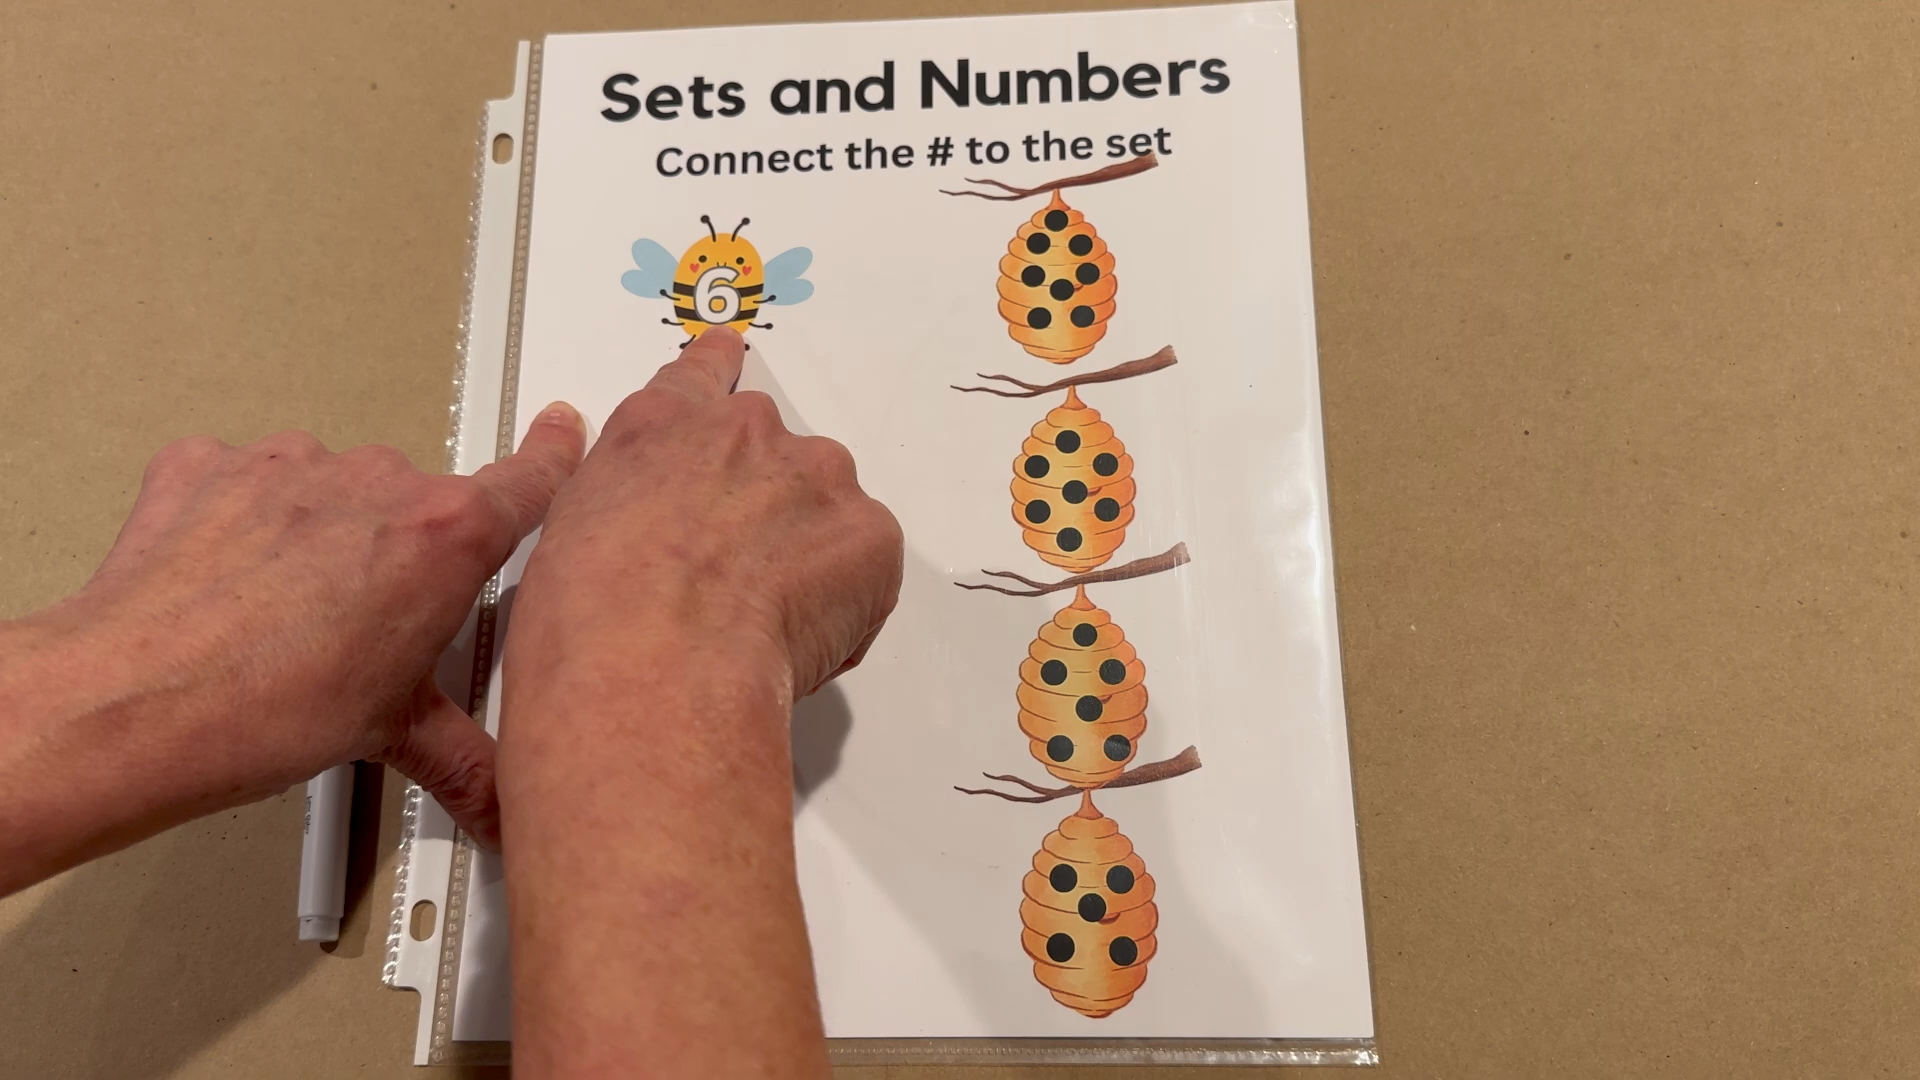 Sets and Numbers
Connect the # to the set
6